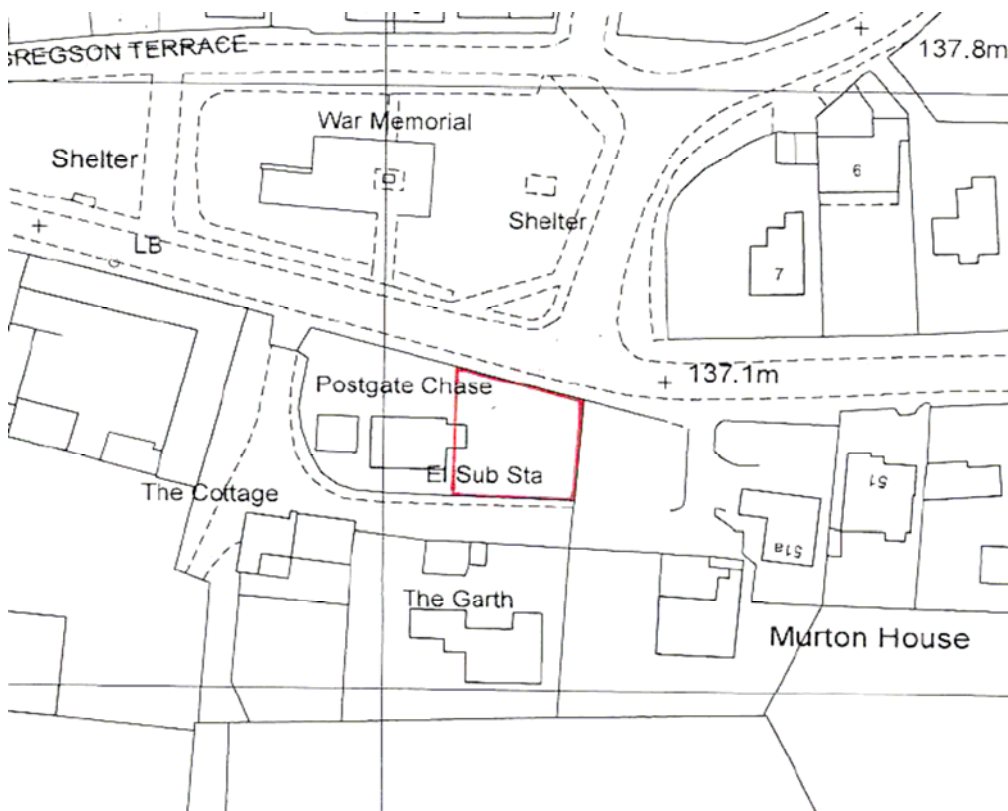 GREGSON TERRACE
137.8m
War Memorial
Shelter
6
Shelter
LB
7
137.1m
Postgate Chase
El Sub Sta
The Cottage
51
51a
The Garth
Murton House